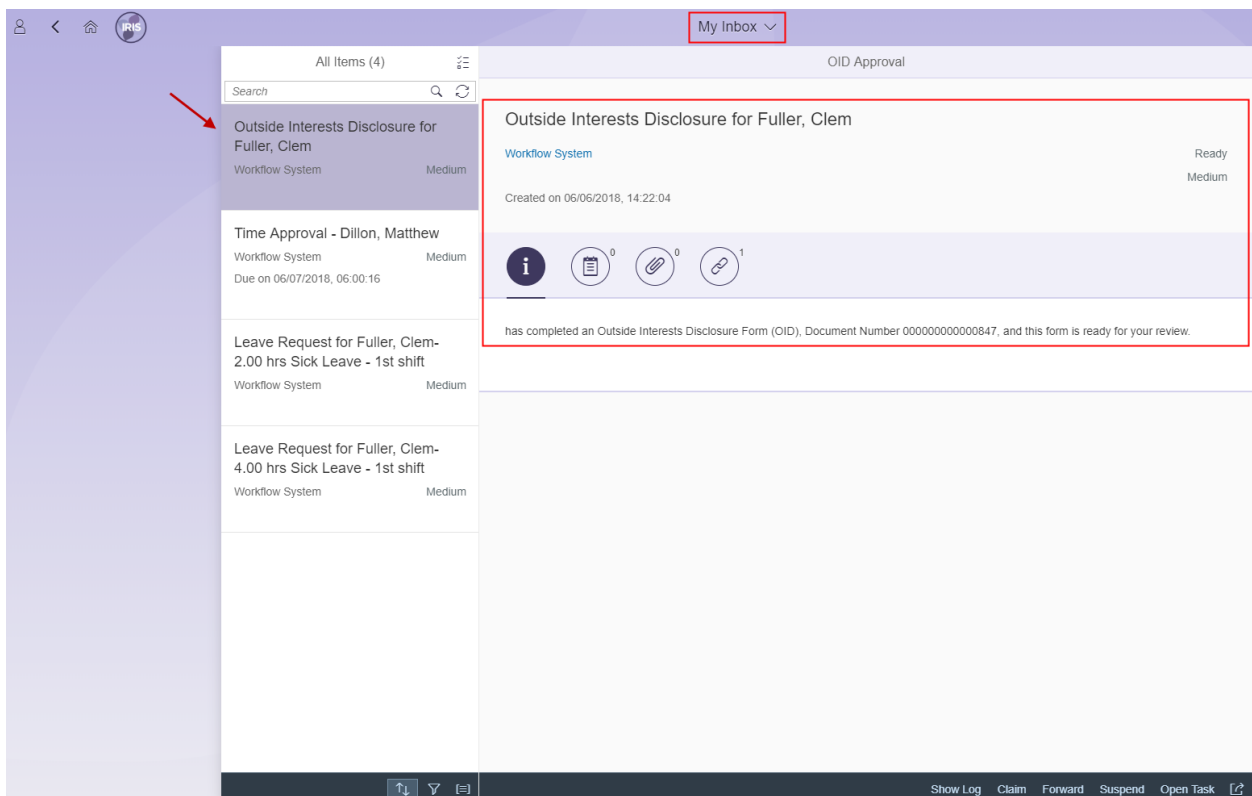 IRIS
My Inbox
All Items (4)
OID Approval
Search
Outside Interests Disclosure for
Fuller, Clem
Workflow System Medium
Time Approval - Dillon, Matthew
Workflow System Medium
Due on 06/07/2018, 06:00:16
Leave Request for Fuller, Clem-
2.00 hrs Sick Leave - 1st shift
Workflow System Medium
Leave Request for Fuller, Clem-
4.00 hrs Sick Leave - 1st shift
Workflow System Medium
Outside Interests Disclosure for Fuller, Clem
Workflow System Ready
Medium
Created on 06/06/2018, 14:22:04
i 0 0 1
has completed an Outside Interests Disclosure Form (OID), Document Number 000000000000847, and this form is ready for your review.
Show Log Claim Forward Suspend Open Task